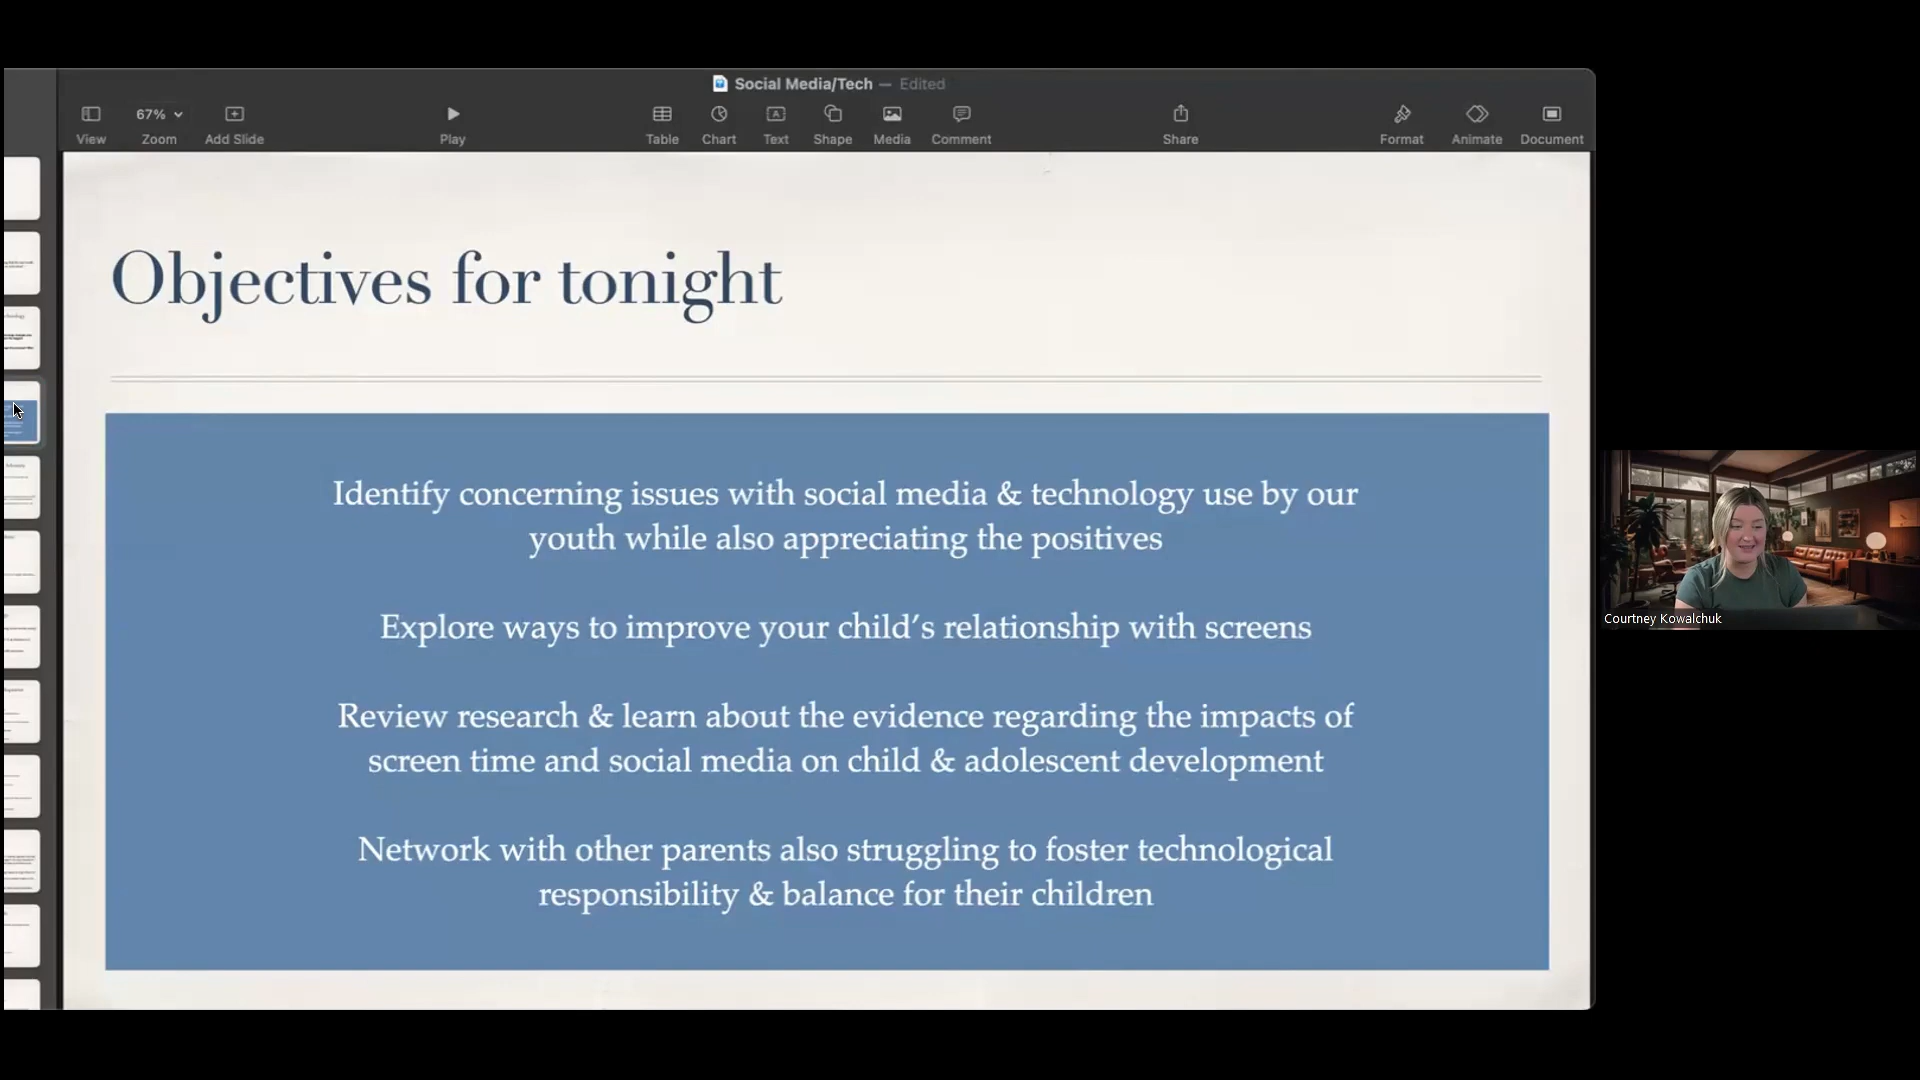 Social Media/Tech — Edited
67%
View
Zoom
Add Slide
Play
Table
Chart
Text
Shape
Media
Comment
Share
Format
Animate
Document
Objectives for tonight
Identify concerning issues with social media & technology use by our
youth while also appreciating the positives
Explore ways to improve your child’s relationship with screens
Review research & learn about the evidence regarding the impacts of
screen time and social media on child & adolescent development
Network with other parents also struggling to foster technological
responsibility & balance for their children
Courtney Kowalchuk